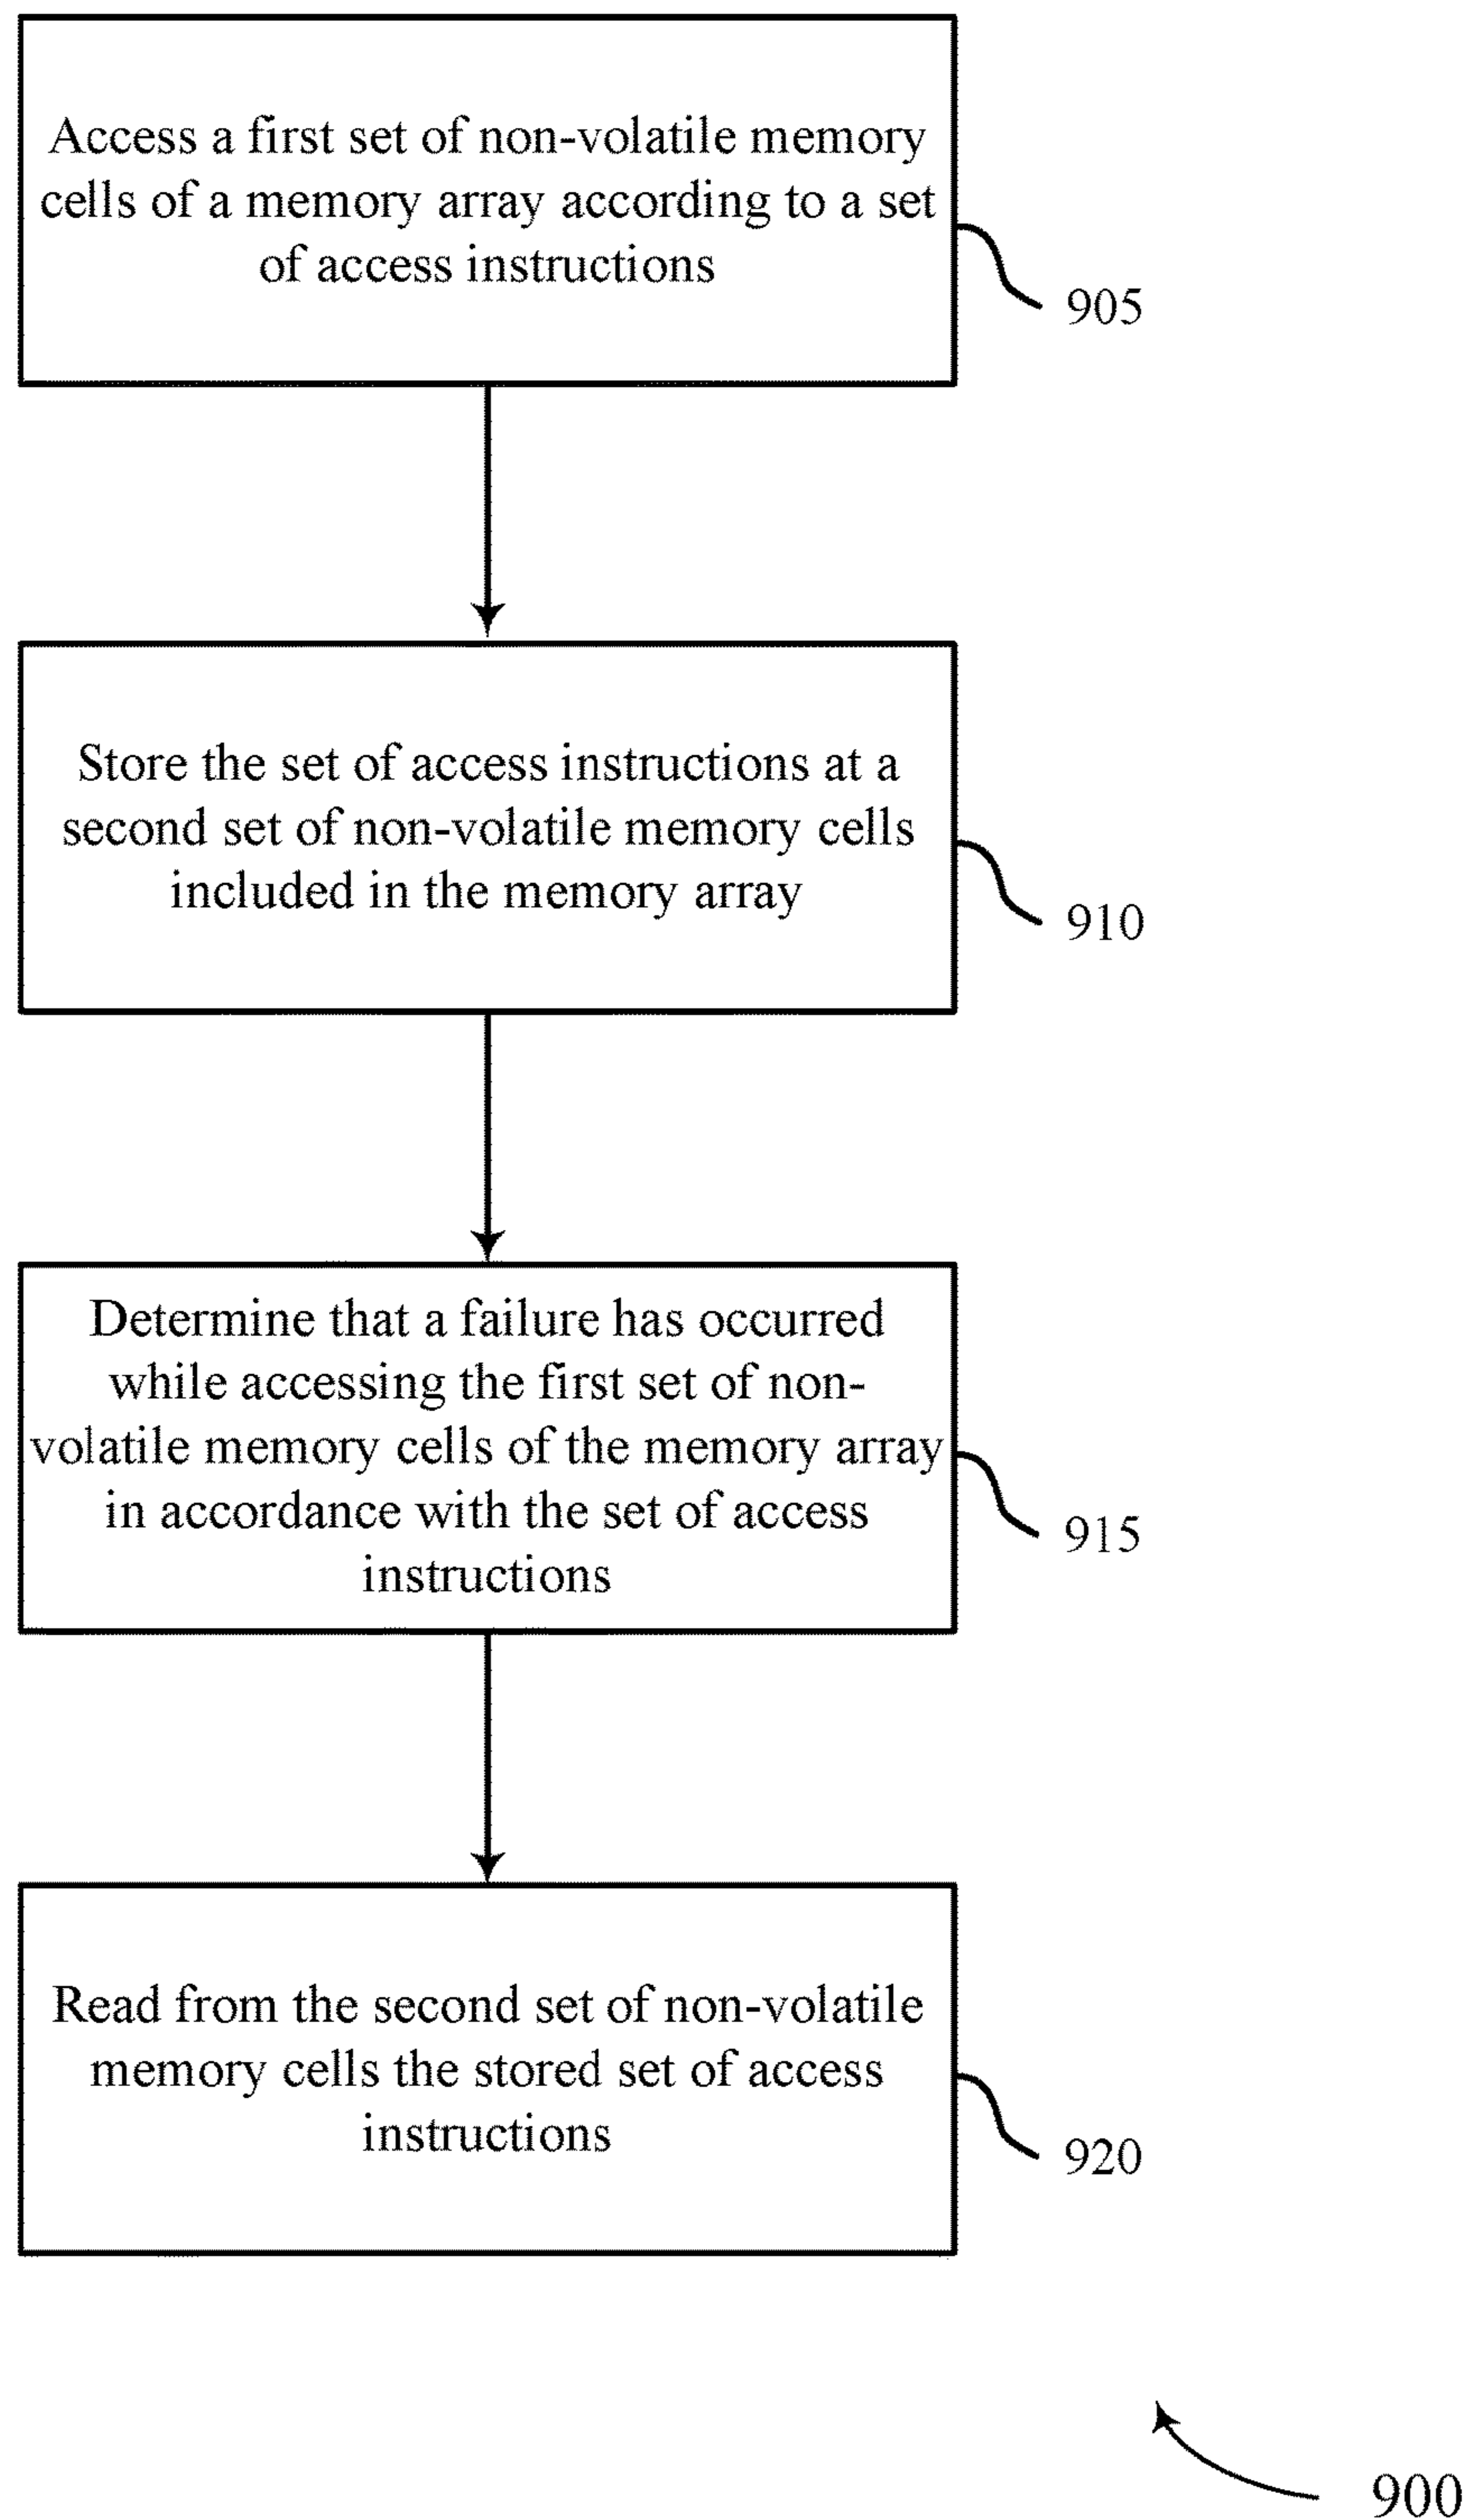 Access a first set of non-volatile memory
cells of a memory array according to a set
of access instructions
905
Store the set of access instructions at a
second set of non-volatile memory cells
included in the memory array
910
Determine that a failure has occurred
while accessing the first set of non-
volatile memory cells of the memory array
in accordance with the set of access
instructions
915
Read from the second set of non-volatile
memory cells the stored set of access
instructions
920
900